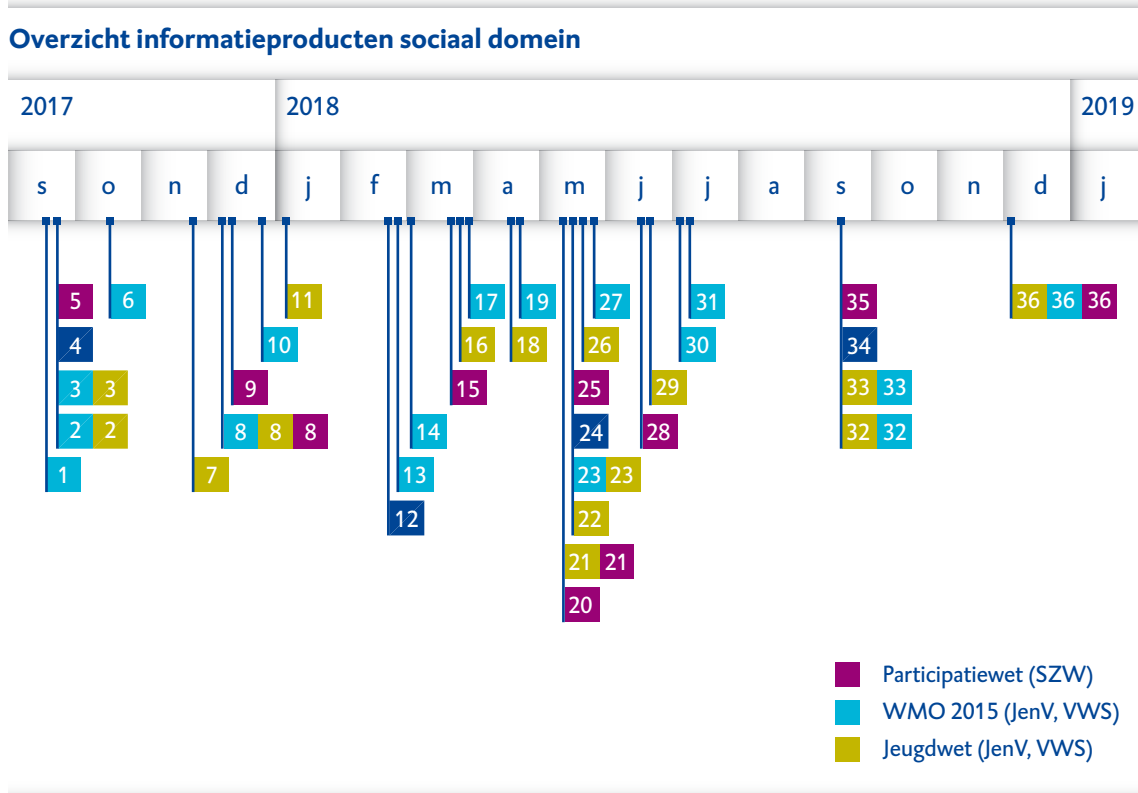 Overzicht informatieproducten sociaal domein
2017 2018 2019
s o n d j f m a m j j a s o n d j
5 6 11 17 19 27 31 35 36 36 36
4 10 16 18 26 30 34
3 3 9 15 25 29 33 33
2 2 8 8 8 14 24 28 32 32
1 7 13 23 23
12 22
21 21
20
Participatiewet (SZW)
WMO 2015 (JenV, VWS)
Jeugdwet (JenV, VWS)